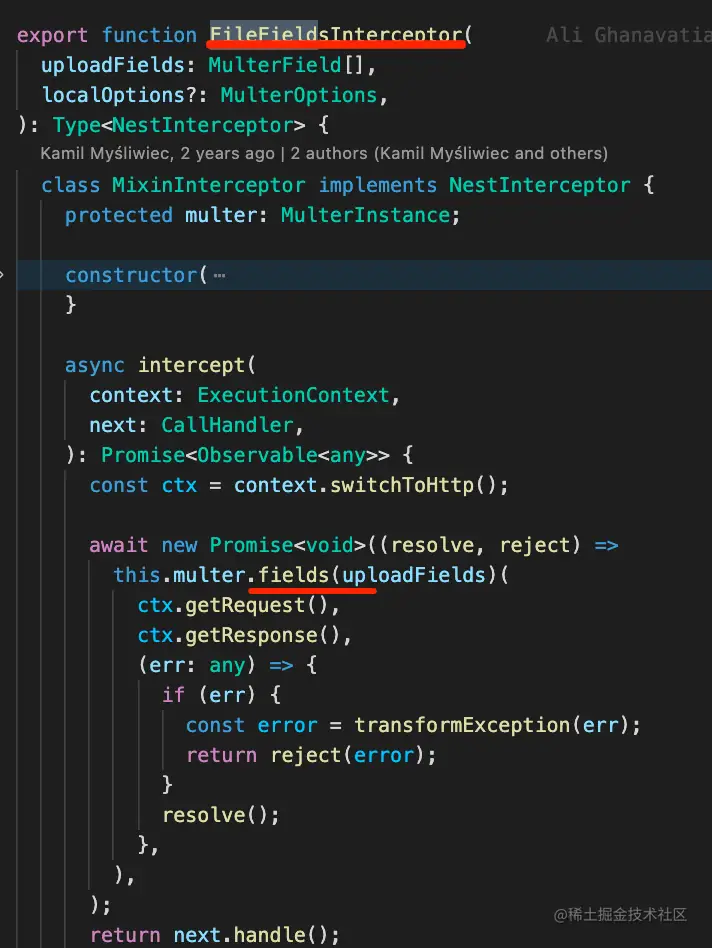 export function FileFieldsInterceptor( Ali Ghanavatia
uploadFields: MulterField[],
localOptions?: MulterOptions,
): Type<NestInterceptor> {
Kamil Myśliwiec, 2 years ago | 2 authors (Kamil Myśliwiec and others)
class MixinInterceptor implements NestInterceptor {
protected multer: MulterInstance;
constructor(⋯
}
async intercept(
context: ExecutionContext,
next: CallHandler,
): Promise<Observable<any>> {
const ctx = context.switchToHttp();
await new Promise<void>((resolve, reject) =>
this.multer.fields(uploadFields)(
ctx.getRequest(),
ctx.getResponse(),
(err: any) => {
if (err) {
const error = transformException(err);
return reject(error);
}
resolve();
},
),
);
return next.handle();
@稀土掘金技术社区